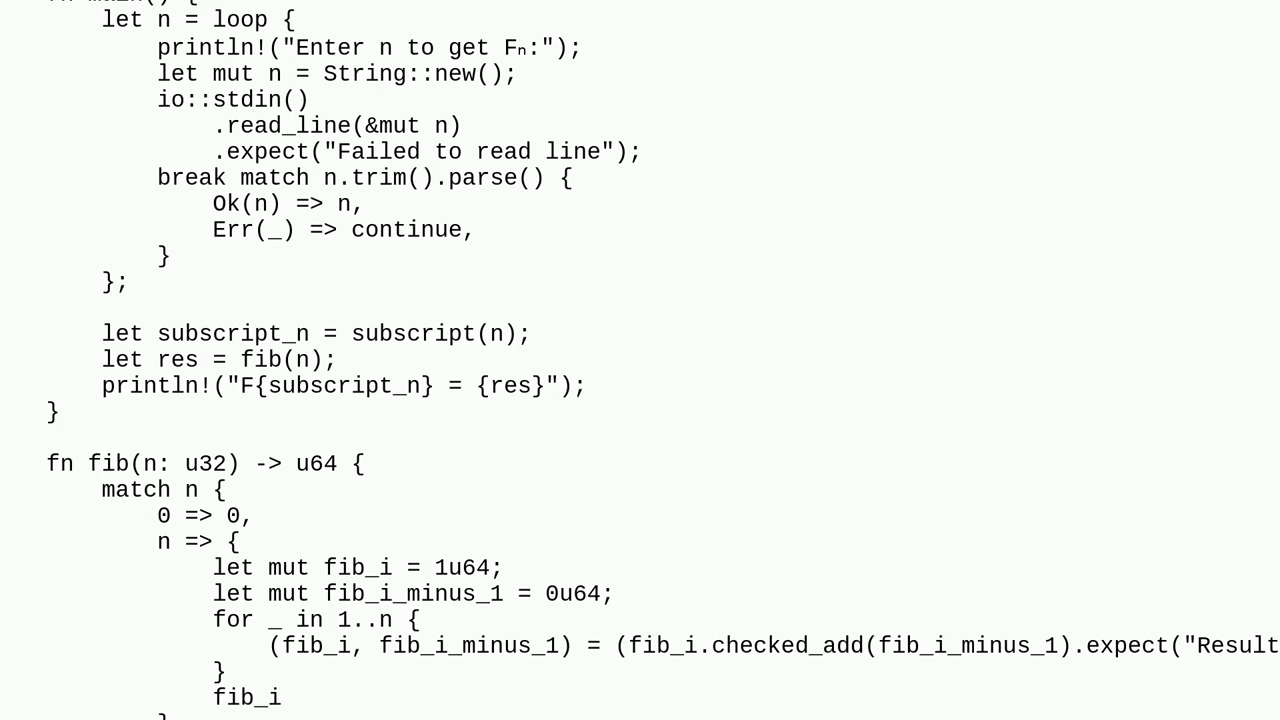 fn main() {
    let n = loop {
        println!("Enter n to get Fₙ:");
        let mut n = String::new();
        io::stdin()
            .read_line(&mut n)
            .expect("Failed to read line");
        break match n.trim().parse() {
            Ok(n) => n,
            Err(_) => continue,
        }
    };

    let subscript_n = subscript(n);
    let res = fib(n);
    println!("F{subscript_n} = {res}");
}

fn fib(n: u32) -> u64 {
    match n {
        0 => 0,
        n => {
            let mut fib_i = 1u64;
            let mut fib_i_minus_1 = 0u64;
            for _ in 1..n {
                (fib_i, fib_i_minus_1) = (fib_i.checked_add(fib_i_minus_1).expect("Result
            }
            fib_i
        }